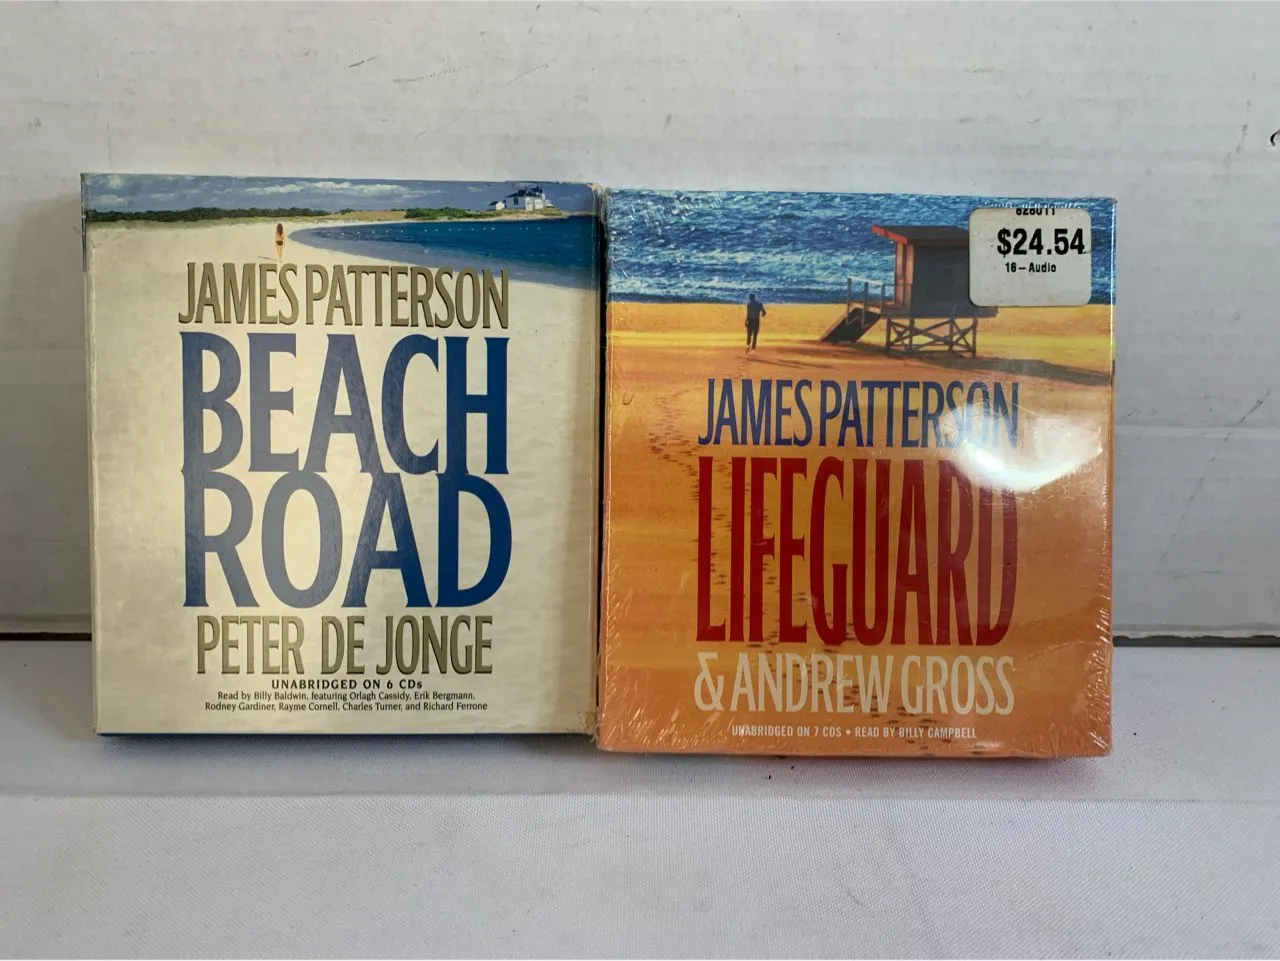 JAMES PATTERSON
BEACH
ROAD
PETER DE JONGE
UNABRIDGED ON 6 CDs
Read by Billy Baldwin, featuring Orlagh Cassidy, Erik Bergmann,
Rodney Gardiner, Rayme Cornell, Charles Turner, and Richard Ferrone
$24.54
16 – Audio
JAMES PATTERSON
LIFEGUARD
& ANDREW GROSS
UNABRIDGED ON 7 CDS • READ BY BILLY CAMPBELL